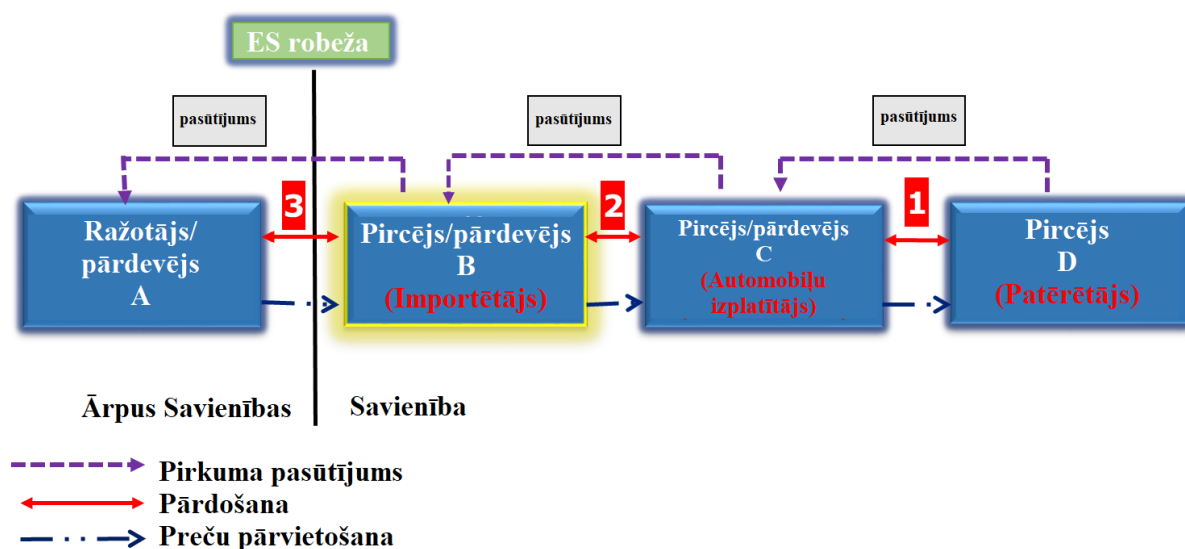 ES robeža
pasūtījums
pasūtījums
pasūtījums
3
2
1
Ražotājs/
pārdevējs
A
Pircējs/pārdevējs
B
(Importētājs)
Pircējs/pārdevējs
C
(Automobiļu
izplatītājs)
Pircējs
D
(Patērētājs)
Ārpus Savienības
Savienība
Pirkuma pasūtījums
Pārdošana
Preču pārvietošana